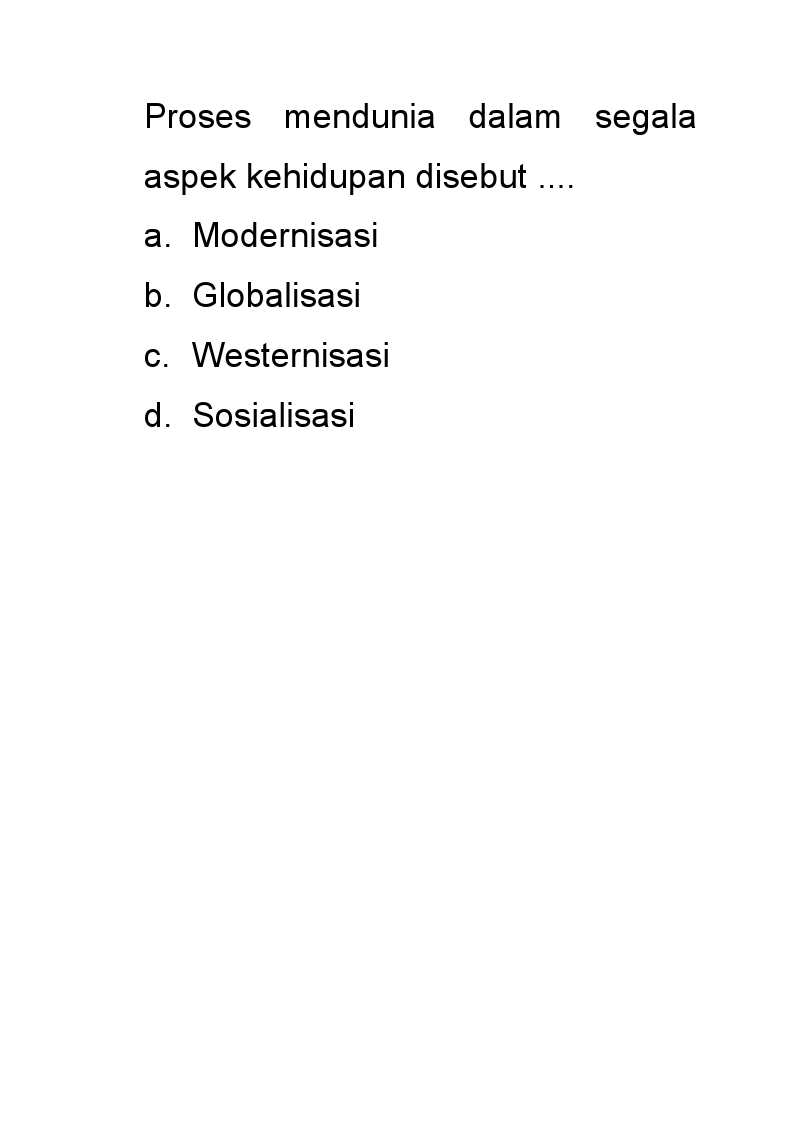 Proses mendunia dalam segala
aspek kehidupan disebut ....
a. Modernisasi
b. Globalisasi
c. Westernisasi
d. Sosialisasi